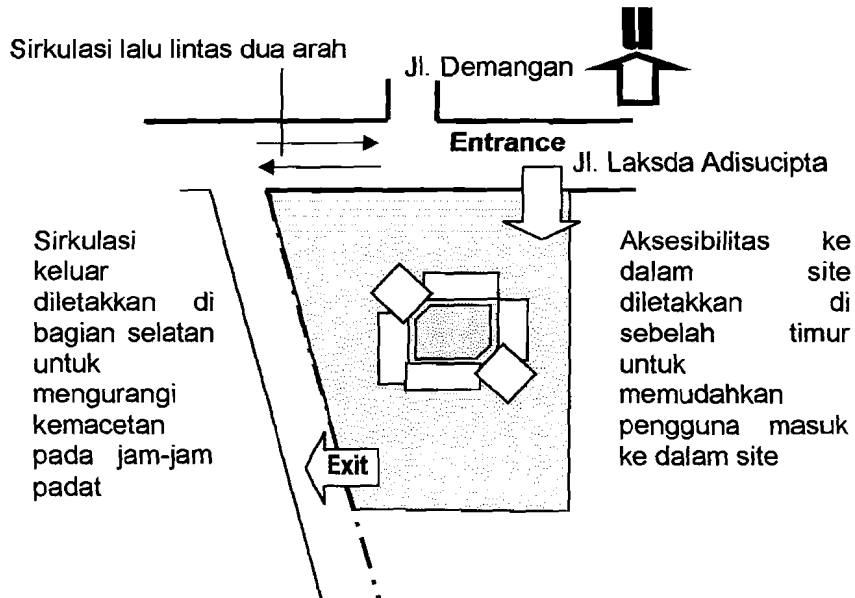 U
Sirkulasi lalu lintas dua arah
Jl. Demangan
Entrance
Jl. Laksda Adisucipta
Sirkulasi
keluar
diletakkan di
bagian selatan
untuk
mengurangi
kemacetan
pada jam-jam
padat
Aksesibilitas ke
dalam site
diletakkan di
sebelah timur
untuk
memudahkan
pengguna masuk
ke dalam site
Exit